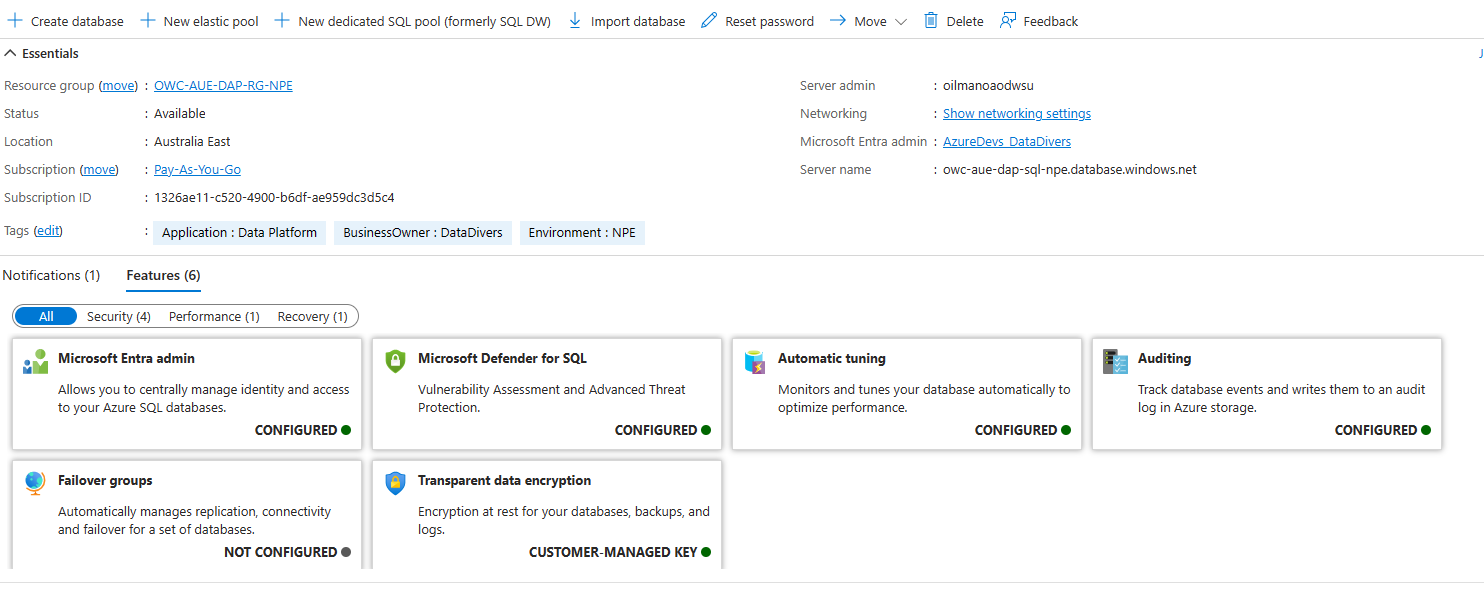 Create database New elastic pool New dedicated SQL pool (formerly SQL DW) Import database Reset password Move Delete Feedback
Essentials J
Resource group (move) : OWC-AUE-DAP-RG-NPE
Status : Available
Location : Australia East
Subscription (move) : Pay-As-You-Go
Subscription ID : 1326ae11-c520-4900-b6df-ae959dc3d5c4
Tags (edit) : Application : Data Platform BusinessOwner : DataDivers Environment : NPE
Server admin : oilmanoaodwsu
Networking : Show networking settings
Microsoft Entra admin : AzureDevs_DataDivers
Server name : owc-aue-dap-sql-npe.database.windows.net
Notifications (1) Features (6)
All Security (4) Performance (1) Recovery (1)
Microsoft Entra admin
Allows you to centrally manage identity and access
to your Azure SQL databases.
CONFIGURED
Microsoft Defender for SQL
Vulnerability Assessment and Advanced Threat
Protection.
CONFIGURED
Automatic tuning
Monitors and tunes your database automatically to
optimize performance.
CONFIGURED
Auditing
Track database events and writes them to an audit
log in Azure storage.
CONFIGURED
Failover groups
Automatically manages replication, connectivity
and failover for a set of databases.
NOT CONFIGURED
Transparent data encryption
Encryption at rest for your databases, backups, and
logs.
CUSTOMER-MANAGED KEY